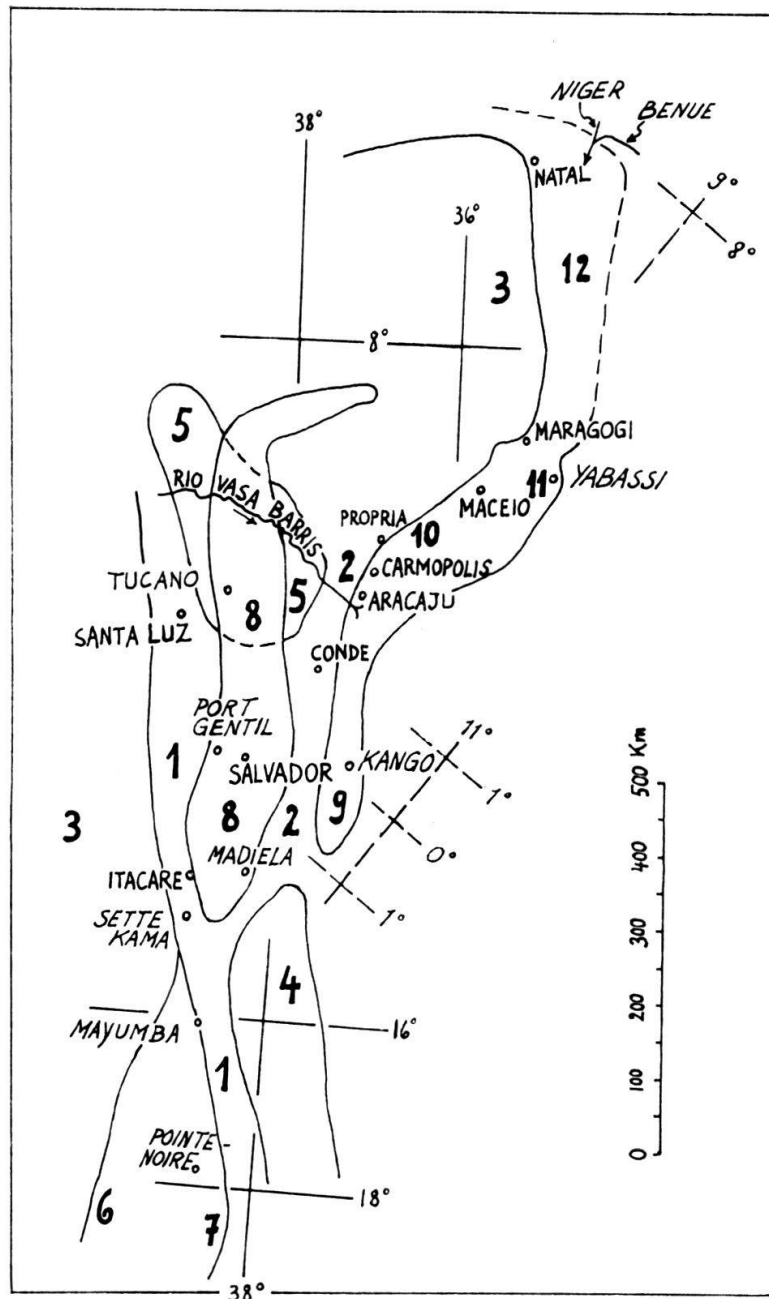 NIGER
BENUE
38°
NATAL
9°
36°
8°
3
12
8°
5
MARAGOGI
RIO VASA BARRIS
11
YABASSI
MACEIO
PROPRIA
10
2
CARMOPOLIS
TUCANO
5
ARACAJU
8
SANTA LUZ
CONDE
PORT
GENTIL
11°
1
SALVADOR
KANGO
1°
500 Km
8
2
9
3
0°
400
MADIELA
ITACARE
1°
SETTE
KAMA
300
4
MAYUMBA
16°
200
1
100
POINTE-
NOIRE
0
6
18°
7
38°